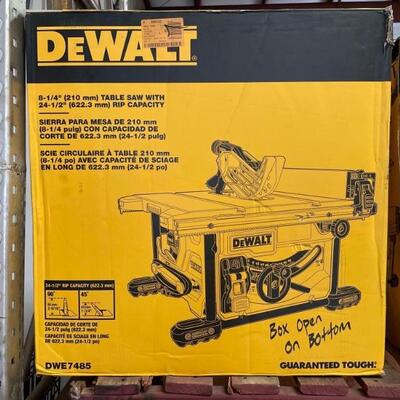 DEWALT
8-1/4" (210 mm) TABLE SAW WITH
24-1/2" (622.3 mm) RIP CAPACITY
SIERRA PARA MESA DE 210 mm
(8-1/4 pulg) CON CAPACIDAD DE
CORTE DE 622.3 mm (24-1/2 pulg)
SCIE CIRCULAIRE À TABLE 210 mm
(8-1/4 po) AVEC CAPACITÉ DE SCIAGE
EN LONG DE 622.3 mm (24-1/2 po)
DEWALT
24-1/2" RIP CAPACITY (622.3 mm)
90° 45°
CAPACIDAD DE CORTE DE
24-1/2 pulg (622.3 mm)
CAPACITÉ DE SCIAGE EN LONG
DE 622.3 mm (24-1/2 po)
Box Open
on Bottom
DWE7485
GUARANTEED TOUGH.